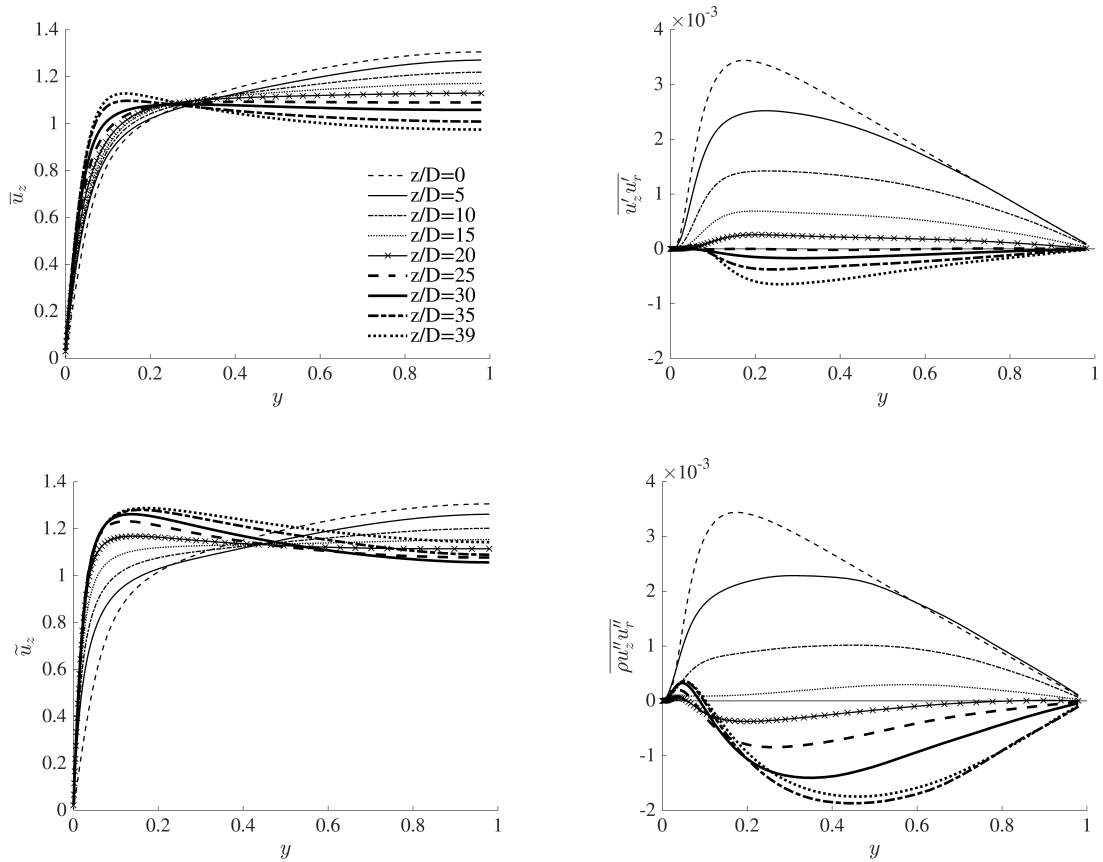 1.4
1.2
1
0.8
0.6
0.4
0.2
0
u̅_z
0 0.2 0.4 0.6 0.8 1
y
z/D=0
z/D=5
z/D=10
z/D=15
z/D=20
z/D=25
z/D=30
z/D=35
z/D=39
×10⁻³
4
3
2
1
0
-1
-2
\overline{u′_z u′_r}
0 0.2 0.4 0.6 0.8 1
y
1.4
1.2
1
0.8
0.6
0.4
0.2
0
ũ_z
0 0.2 0.4 0.6 0.8 1
y
×10⁻³
4
3
2
1
0
-1
-2
\overline{ρu″_z u″_r}
0 0.2 0.4 0.6 0.8 1
y